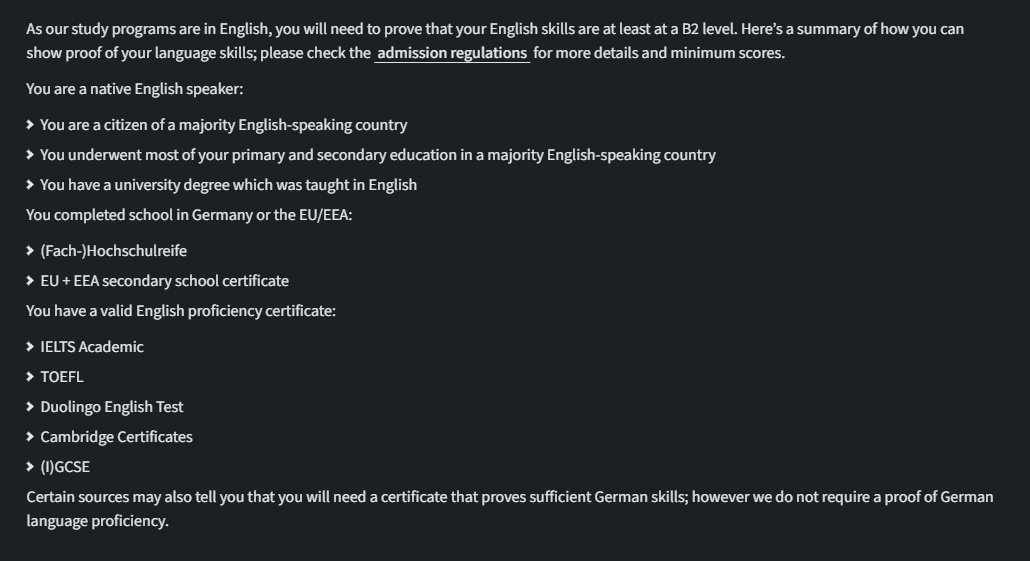 As our study programs are in English, you will need to prove that your English skills are at least at a B2 level. Here’s a summary of how you can
show proof of your language skills; please check the admission regulations for more details and minimum scores.
You are a native English speaker:
You are a citizen of a majority English-speaking country
You underwent most of your primary and secondary education in a majority English-speaking country
You have a university degree which was taught in English
You completed school in Germany or the EU/EEA:
(Fach-)Hochschulreife
EU + EEA secondary school certificate
You have a valid English proficiency certificate:
IELTS Academic
TOEFL
Duolingo English Test
Cambridge Certificates
(I)GCSE
Certain sources may also tell you that you will need a certificate that proves sufficient German skills; however we do not require a proof of German
language proficiency.